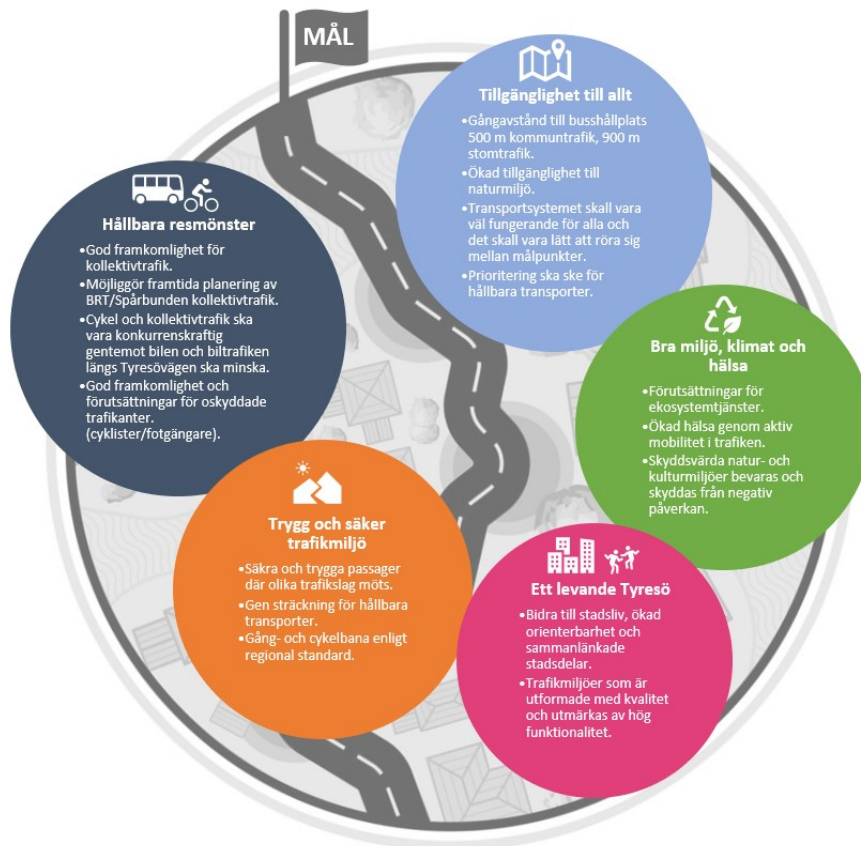 MÅL
Tillgänglighet till allt
•Gångavstånd till busshållplats
500 m kommuntrafik, 900 m
stomtrafik.
•Ökad tillgänglighet till
naturmiljö.
•Transportsystemet skall vara
väl fungerande för alla och
det skall vara lätt att röra sig
mellan målpunkter.
•Prioritering ska ske för
hållbara transporter.
Hållbara resmönster
•God framkomlighet för
kollektivtrafik.
•Möjliggör framtida planering av
BRT/Spårbunden kollektivtrafik.
•Cykel och kollektivtrafik ska
vara konkurrenskraftig
gentemot bilen och biltrafiken
längs Tyresövägen ska minska.
•God framkomlighet och
förutsättningar för oskyddade
trafikanter.
(cyklister/fotgängare).
Bra miljö, klimat och
hälsa
•Förutsättningar för
ekosystemtjänster.
•Ökad hälsa genom aktiv
mobilitet i trafiken.
•Skyddsvärda natur- och
kulturmiljöer bevaras och
skyddas från negativ
påverkan.
Trygg och säker
trafikmiljö
•Säkra och trygga passager
där olika trafikslag möts.
•Gen sträckning för hållbara
transporter.
•Gång- och cykelbana enligt
regional standard.
Ett levande Tyresö
•Bidra till stadsliv, ökad
orienterbarhet och
sammanlänkade
stadsdelar.
•Trafikmiljöer som är
utformade med kvalitet
och utmärkas av hög
funktionalitet.